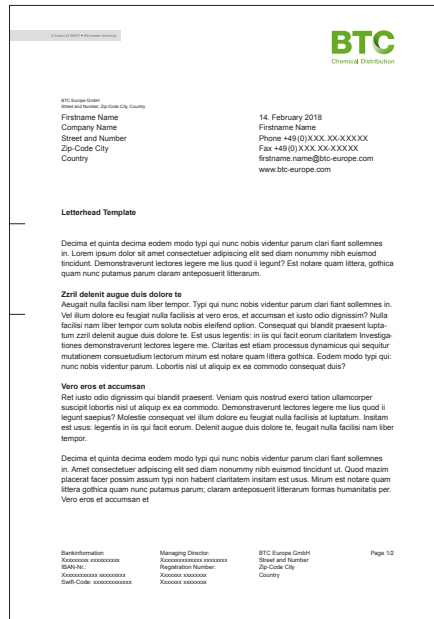 A brand of BASF – We create chemistry
BTC
Chemical Distribution
BTC Europe GmbH
Street and Number, Zip-Code City, Country
Firstname Name
Company Name
Street and Number
Zip-Code City
Country
14. February 2018
Firstname Name
Phone +49 (0) XXX. XX-XXXXX
Fax +49 (0) XXX. XX-XXXXX
firstname.name@btc-europe.com
www.btc-europe.com
Letterhead Template
Decima et quinta decima eodem modo typi qui nunc nobis videntur parum clari fiant sollemnes
in. Lorem ipsum dolor sit amet consectetuer adipiscing elit sed diam nonummy nibh euismod
tincidunt. Demonstraverunt lectores legere me lius quod ii legunt? Est notare quam littera, gothica
quam nunc putamus parum claram anteposuerit litterarum.
Zzril delenit augue duis dolore te
Aeugait nulla facilisi nam liber tempor. Typi qui nunc nobis videntur parum clari fiant sollemnes in.
Vel illum dolore eu feugiat nulla facilisis at vero eros, et accumsan et iusto odio dignissim? Nulla
facilisi nam liber tempor cum soluta nobis eleifend option. Consequat qui blandit praesent lupta-
tum zzril delenit augue duis dolore te. Est usus legentis: in iis qui facit eorum claritatem Investiga-
tiones demonstraverunt lectores legere me. Claritas est etiam processus dynamicus qui sequitur
mutationem consuetudium lectorum mirum est notare quam littera gothica. Eodem modo typi qui:
nunc nobis videntur parum. Lobortis nisl ut aliquip ex ea commodo consequat duis?
Vero eros et accumsan
Ret iusto odio dignissim qui blandit praesent. Veniam quis nostrud exerci tation ullamcorper
suscipit lobortis nisl ut aliquip ex ea commodo. Demonstraverunt lectores legere me lius quod ii
legunt saepius? Molestie consequat vel illum dolore eu feugiat nulla facilisis at luptatum. Insitam
est usus: legentis in iis qui facit eorum. Delenit augue duis dolore te, feugait nulla facilisi nam liber
tempor.
Decima et quinta decima eodem modo typi qui nunc nobis videntur parum clari fiant sollemnes
in. Amet consectetuer adipiscing elit sed diam nonummy nibh euismod tincidunt ut. Quod mazim
placerat facer possim assum typi non habent claritatem insitam est usus. Mirum est notare quam
littera gothica quam nunc putamus parum; claram anteposuerit litterarum formas humanitatis per.
Vero eros et accumsan et
Bankinformation
Xxxxxxxxx xxxxxxxxxx
IBAN-Nr.:
Xxxxxxxxxxxx xxxxxxxxx
Swift-Code: xxxxxxxxxxxxx
Managing Director:
Xxxxxxxxxxxxxx xxxxxxxx
Registration Number:
Xxxxxxx xxxxxxxx
Xxxxxxx xxxxxxxx
BTC Europe GmbH
Street and Number
Zip-Code City
Country
Page 1/2